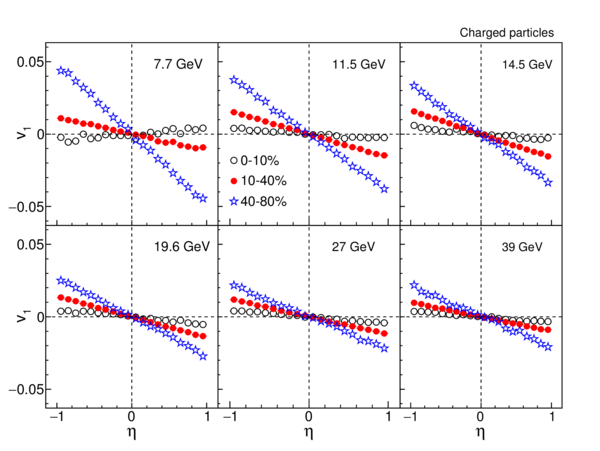 Charged particles
0.05
7.7 GeV
11.5 GeV
14.5 GeV
v1
0
0-10%
10-40%
40-80%
−0.05
0.05
19.6 GeV
27 GeV
39 GeV
v1
0
−0.05
−1 0 1 −1 0 1 −1 0 1
η η η